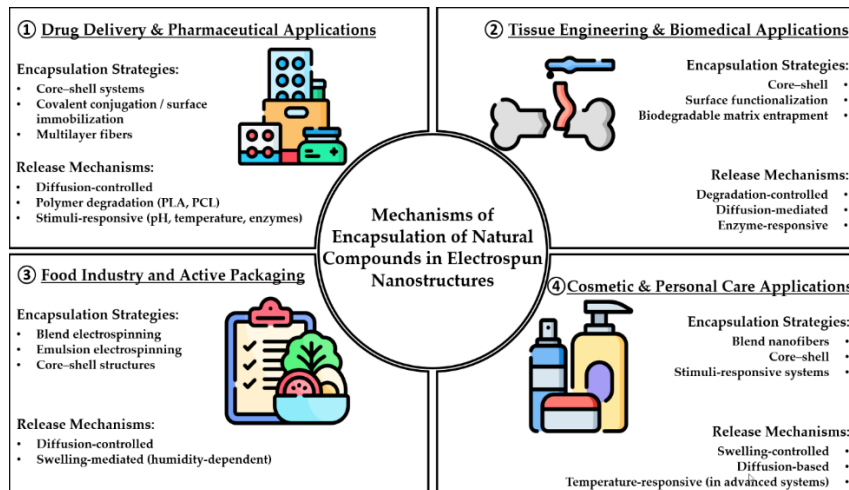 ① Drug Delivery & Pharmaceutical Applications
Encapsulation Strategies:
• Core–shell systems
• Covalent conjugation / surface
immobilization
• Multilayer fibers
Release Mechanisms:
• Diffusion-controlled
• Polymer degradation (PLA, PCL)
• Stimuli-responsive (pH, temperature, enzymes)
② Tissue Engineering & Biomedical Applications
Encapsulation Strategies:
Core–shell •
Surface functionalization •
Biodegradable matrix entrapment •
Release Mechanisms:
Degradation-controlled •
Diffusion-mediated •
Enzyme-responsive •
Mechanisms of
Encapsulation of Natural
Compounds in Electrospun
Nanostructures
③ Food Industry and Active Packaging
Encapsulation Strategies:
• Blend electrospinning
• Emulsion electrospinning
• Core–shell structures
Release Mechanisms:
• Diffusion-controlled
• Swelling-mediated (humidity-dependent)
④ Cosmetic & Personal Care Applications
Encapsulation Strategies:
Blend nanofibers •
Core–shell •
Stimuli-responsive systems •
Release Mechanisms:
Swelling-controlled •
Diffusion-based •
Temperature-responsive (in advanced systems) •